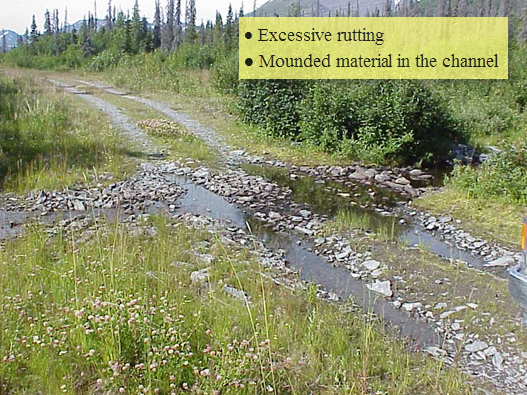 ● Excessive rutting
● Mounded material in the channel